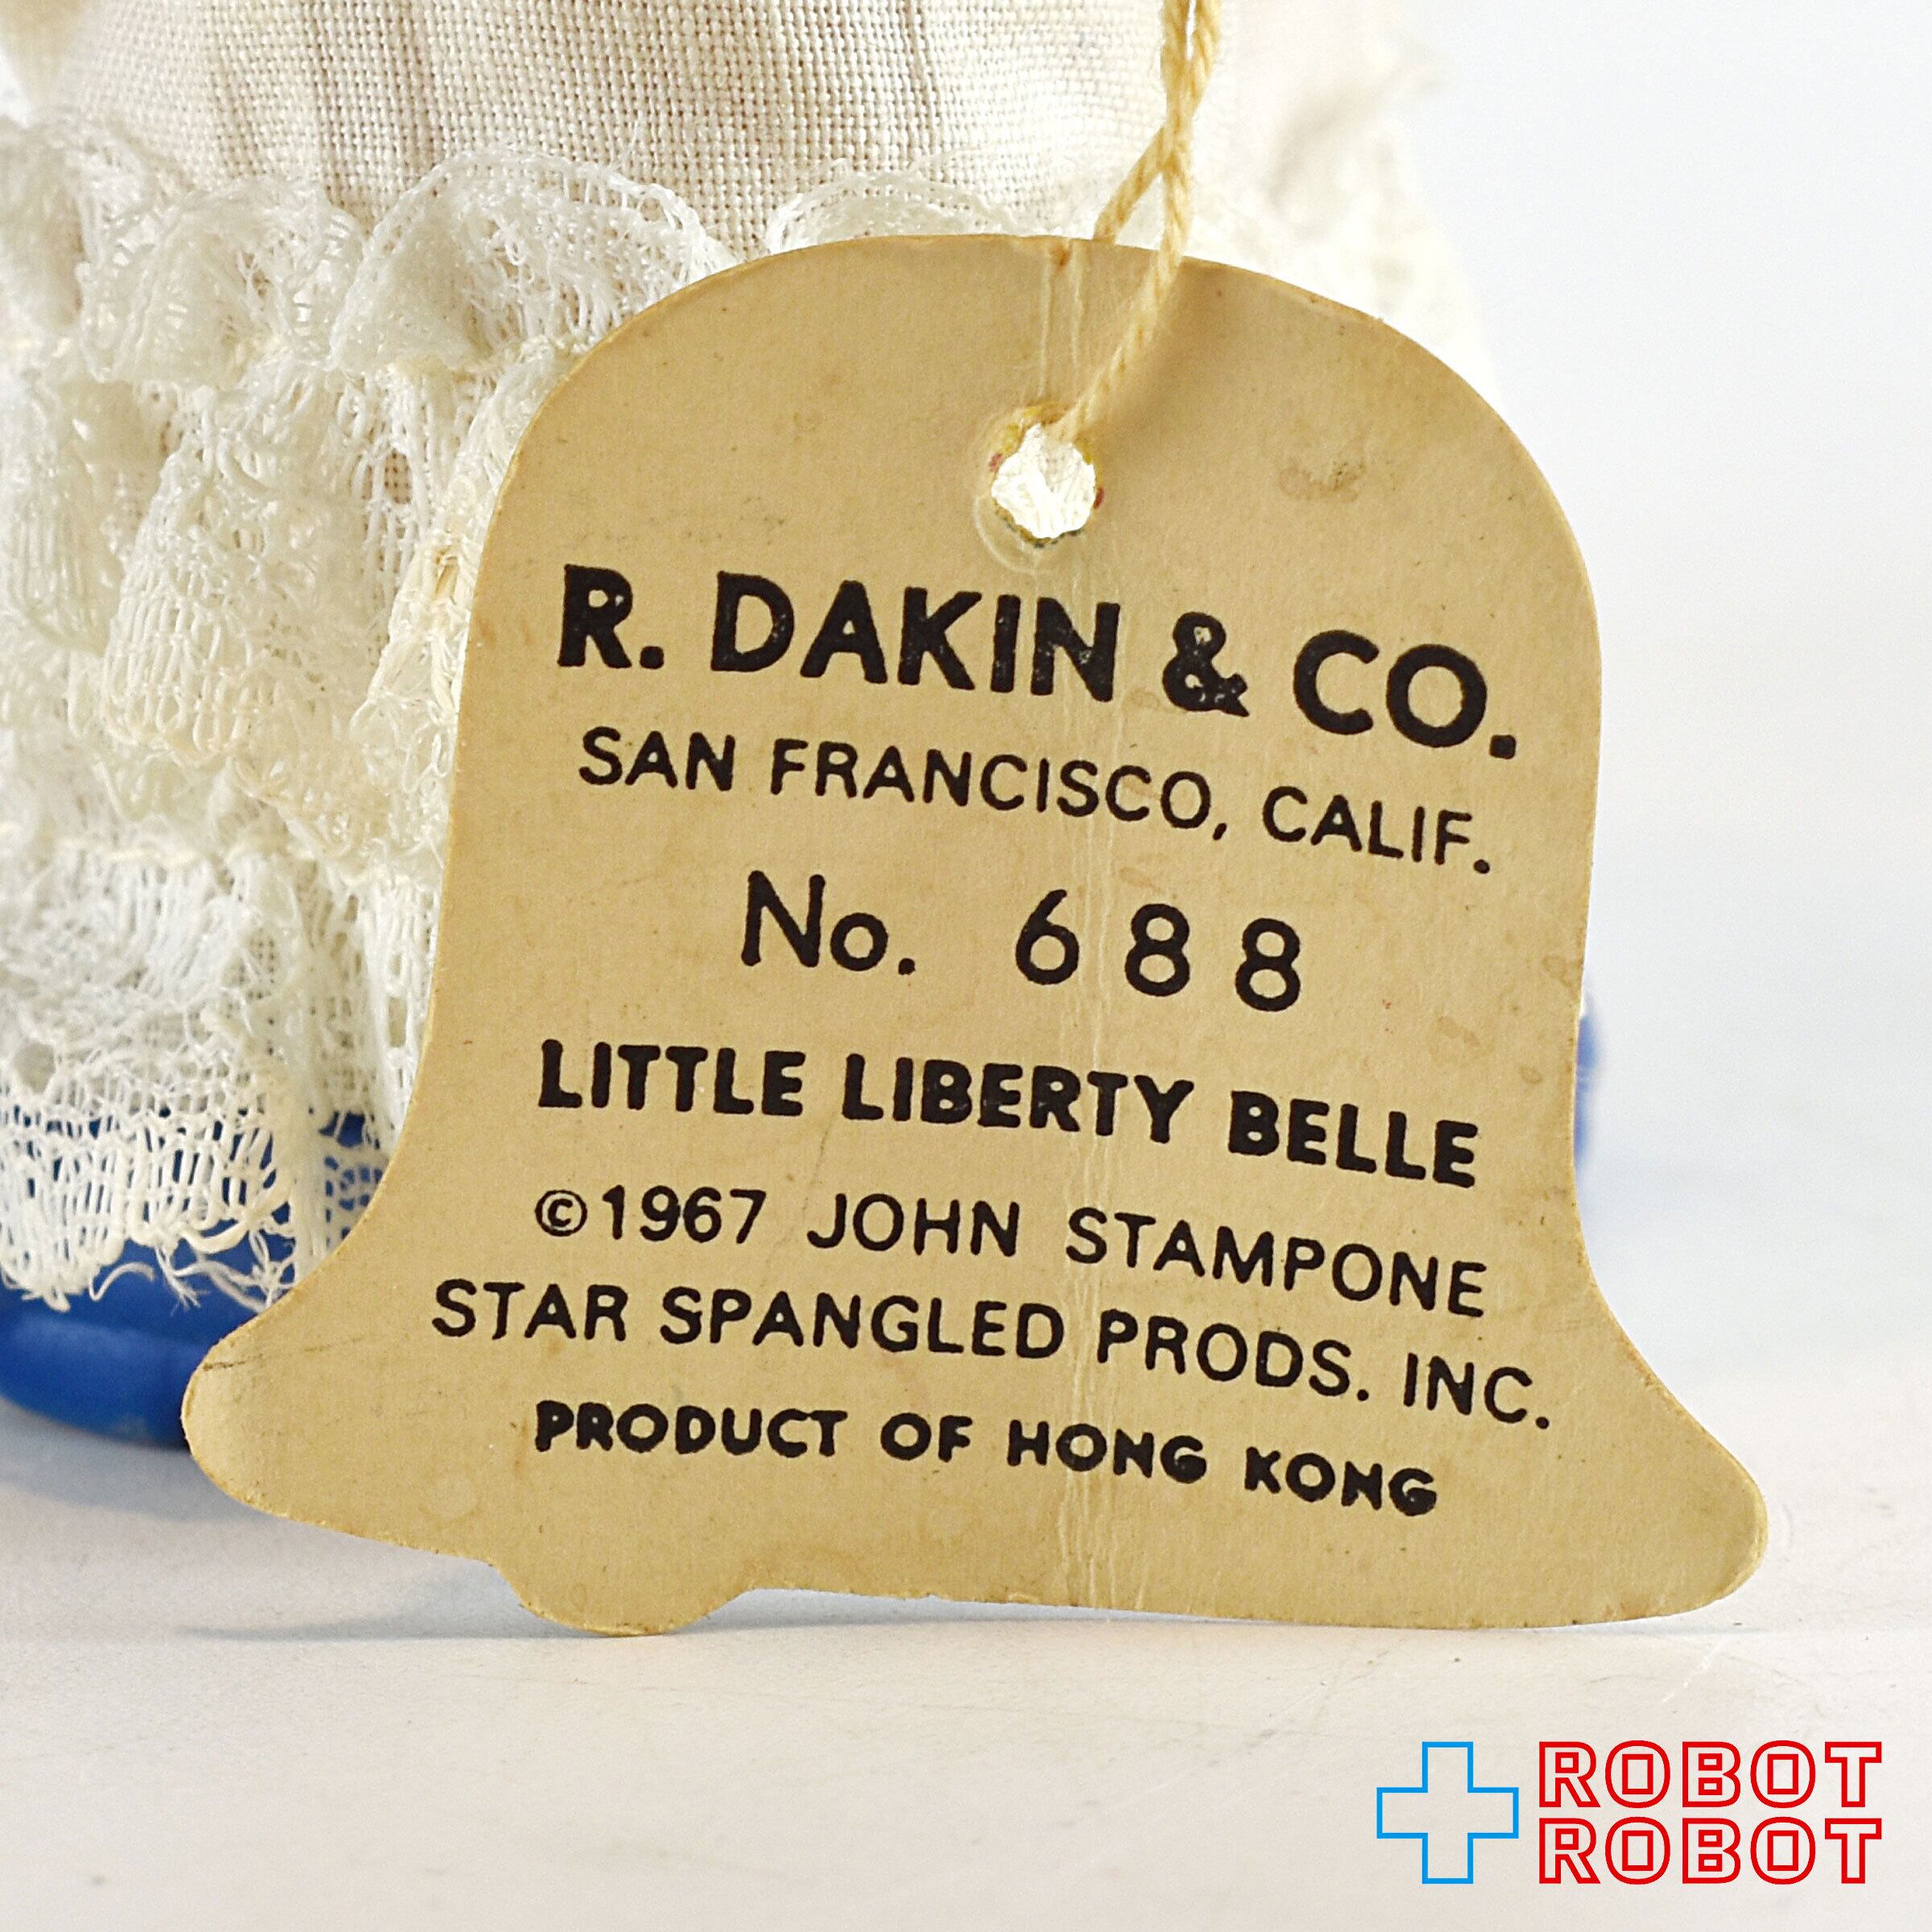 R. DAKIN & CO.
SAN FRANCISCO, CALIF.
No. 688
LITTLE LIBERTY BELLE
©1967 JOHN STAMPONE
STAR SPANGLED PRODS. INC.
PRODUCT OF HONG KONG
ROBOT
ROBOT